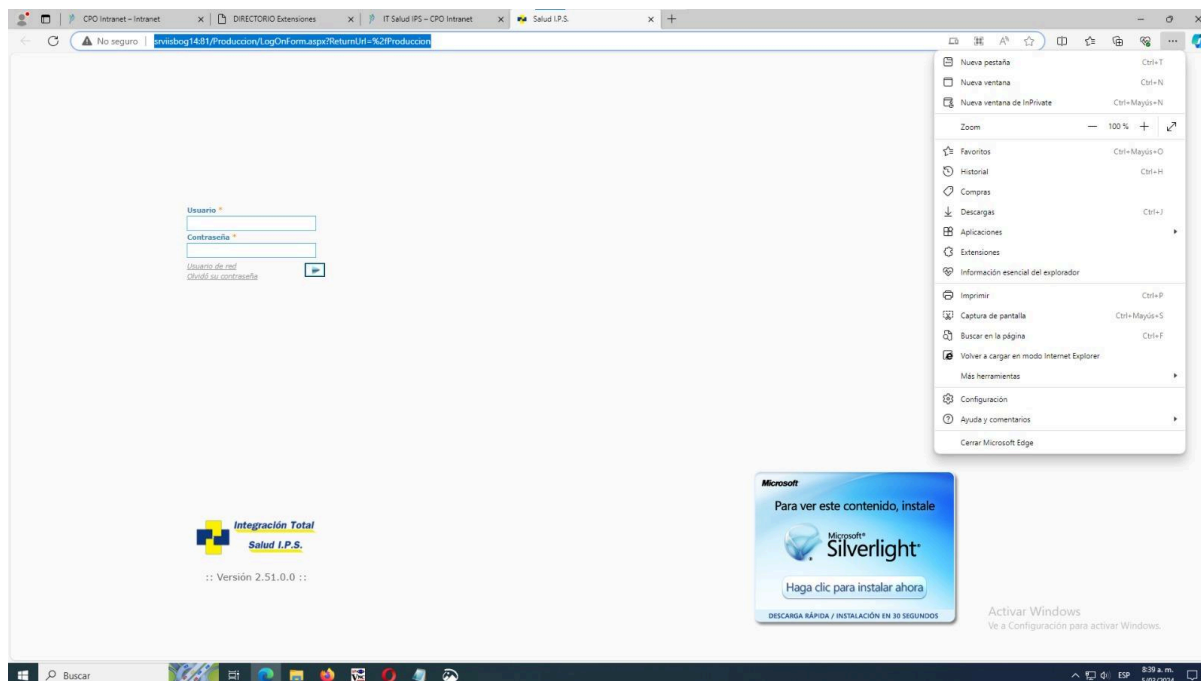 CPO Intranet – Intranet
DIRECTORIO Extensiones
IT Salud IPS – CPO Intranet
Salud I.P.S.
No seguro
srviisbog14:81/Produccion/LogOnForm.aspx?ReturnUrl=%2fProduccion
Nueva pestaña Ctrl+T
Nueva ventana Ctrl+N
Nueva ventana de InPrivate Ctrl+Mayús+N
Zoom — 100 % +
Favoritos Ctrl+Mayús+O
Historial Ctrl+H
Compras
Descargas Ctrl+J
Aplicaciones
Extensiones
Información esencial del explorador
Imprimir Ctrl+P
Captura de pantalla Ctrl+Mayús+S
Buscar en la página Ctrl+F
Volver a cargar en modo Internet Explorer
Más herramientas
Configuración
Ayuda y comentarios
Cerrar Microsoft Edge
Usuario *
Contraseña *
Usuario de red
Olvidó su contraseña
Integración Total
Salud I.P.S.
:: Versión 2.51.0.0 ::
Microsoft
Para ver este contenido, instale
Microsoft®
Silverlight™
Haga clic para instalar ahora
DESCARGA RÁPIDA / INSTALACIÓN EN 30 SEGUNDOS
Activar Windows
Ve a Configuración para activar Windows.
Buscar
ESP
8:39 a. m.
5/03/2024